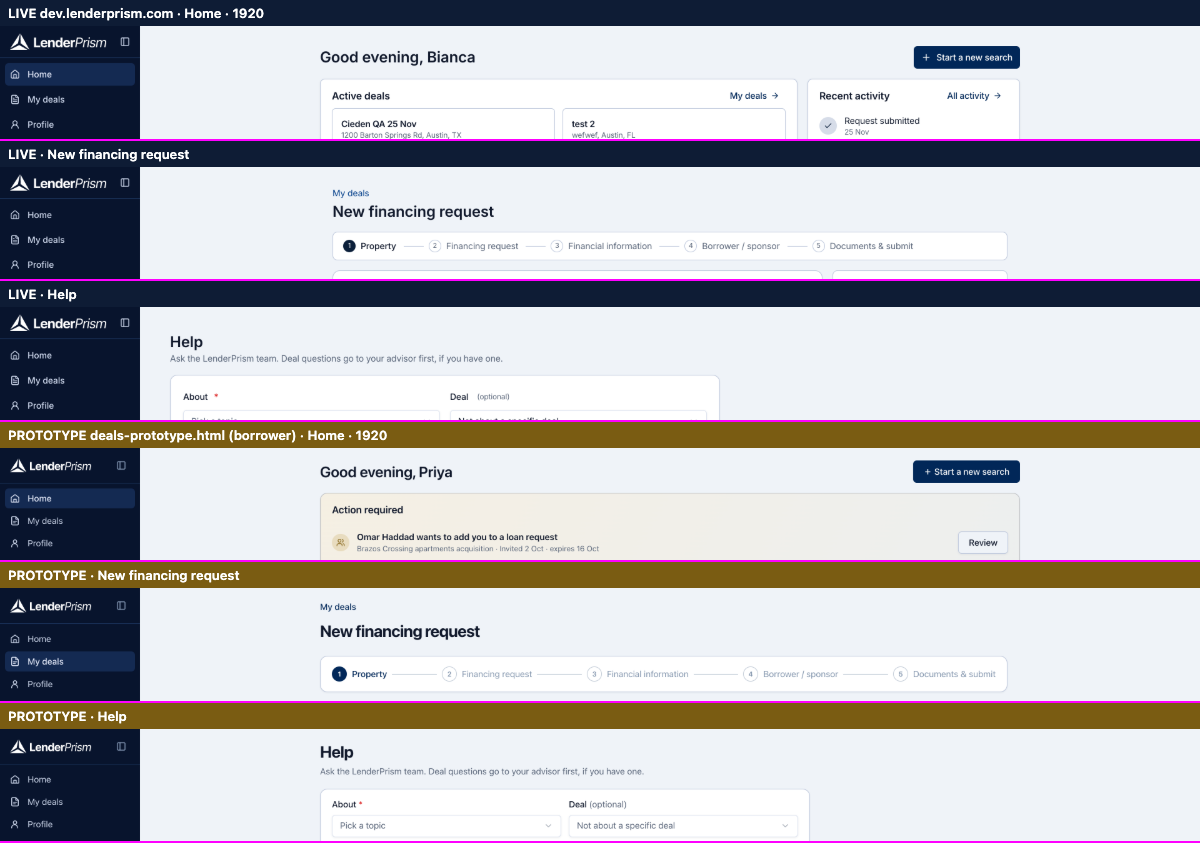 LIVE dev.lenderprism.com · Home · 1920
LenderPrism
Home
My deals
Profile
Good evening, Bianca
+ Start a new search
Active deals
My deals →
Cieden QA 25 Nov
1200 Barton Springs Rd, Austin, TX
test 2
wefwef, Austin, FL
Recent activity
All activity →
Request submitted
25 Nov
LIVE · New financing request
LenderPrism
Home
My deals
Profile
My deals
New financing request
1 Property
2 Financing request
3 Financial information
4 Borrower / sponsor
5 Documents & submit
LIVE · Help
LenderPrism
Home
My deals
Profile
Help
Ask the LenderPrism team. Deal questions go to your advisor first, if you have one.
About *
Deal (optional)
Pick a topic
Not about a specific deal
PROTOTYPE deals-prototype.html (borrower) · Home · 1920
LenderPrism
Home
My deals
Profile
Good evening, Priya
+ Start a new search
Action required
Omar Haddad wants to add you to a loan request
Brazos Crossing apartments acquisition · Invited 2 Oct · expires 16 Oct
Review
PROTOTYPE · New financing request
LenderPrism
Home
My deals
Profile
My deals
New financing request
1 Property
2 Financing request
3 Financial information
4 Borrower / sponsor
5 Documents & submit
PROTOTYPE · Help
LenderPrism
Home
My deals
Profile
Help
Ask the LenderPrism team. Deal questions go to your advisor first, if you have one.
About *
Deal (optional)
Pick a topic
Not about a specific deal